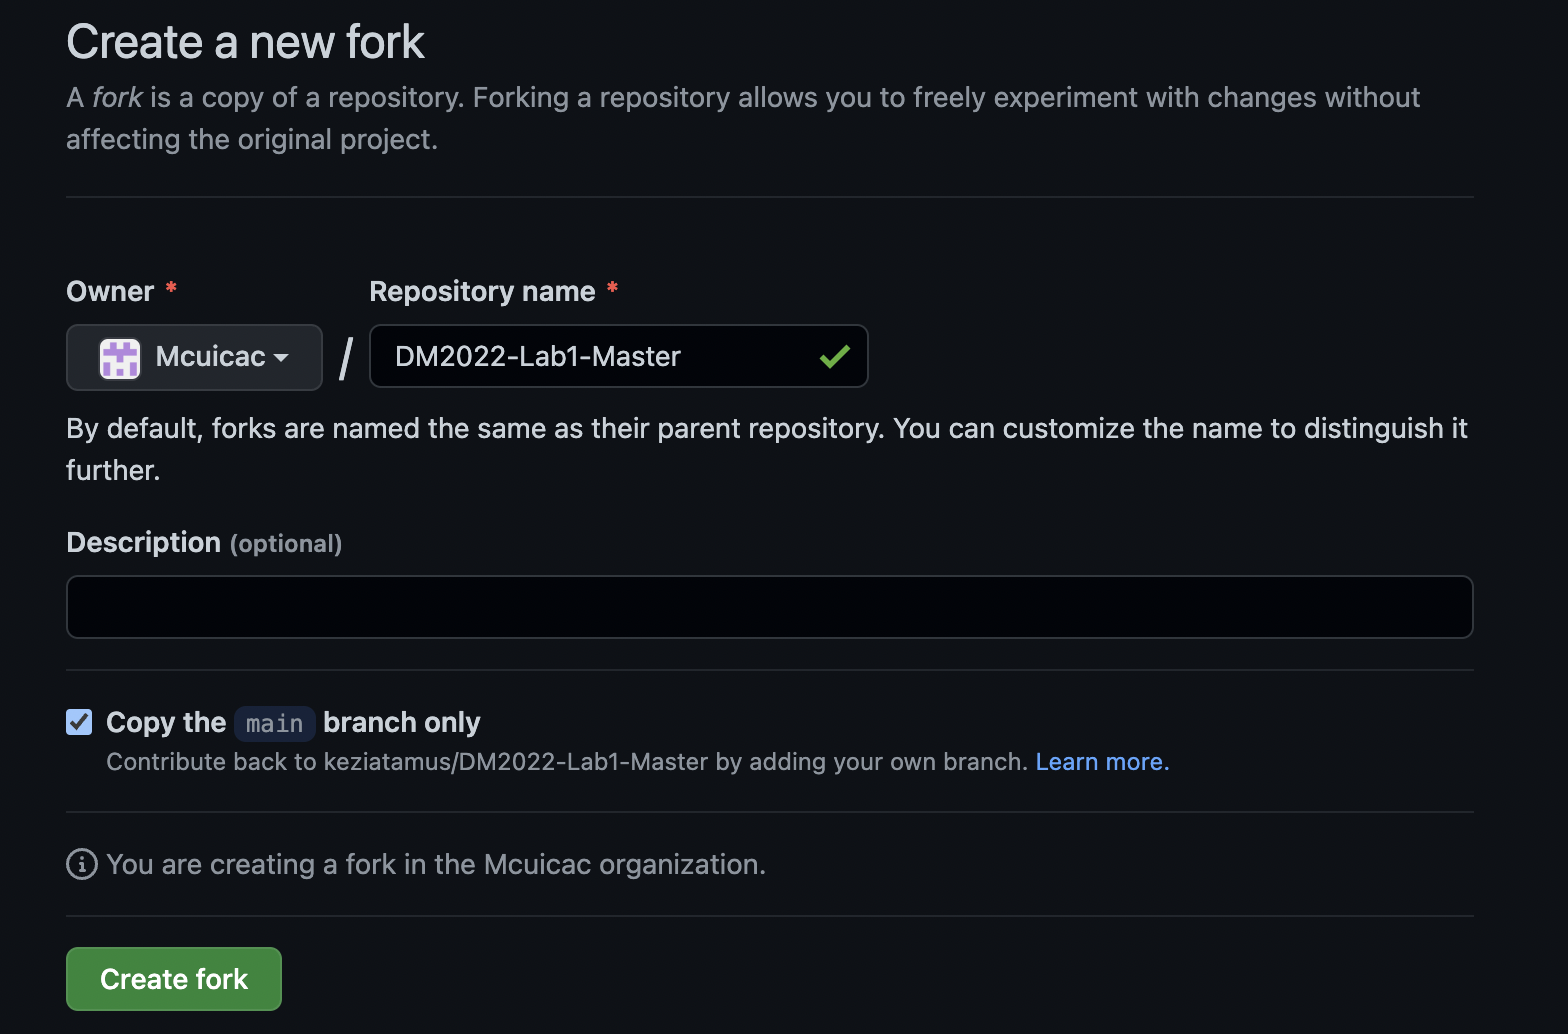 Create a new fork
A fork is a copy of a repository. Forking a repository allows you to freely experiment with changes without
affecting the original project.
Owner * Repository name *
Mcuicac / DM2022-Lab1-Master
By default, forks are named the same as their parent repository. You can customize the name to distinguish it
further.
Description (optional)
Copy the main branch only
Contribute back to keziatamus/DM2022-Lab1-Master by adding your own branch. Learn more.
You are creating a fork in the Mcuicac organization.
Create fork